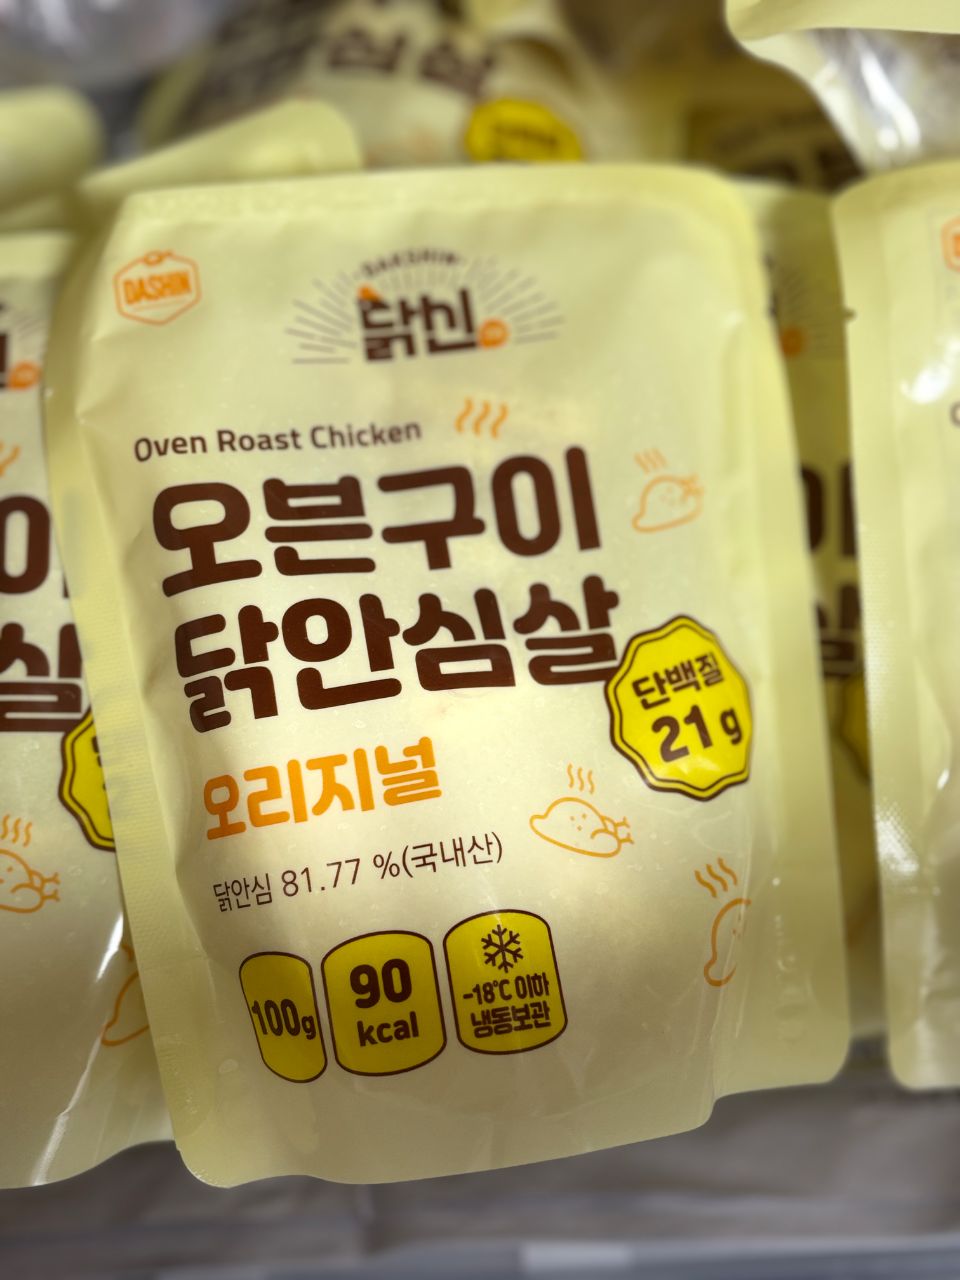 DASHIN
DAKSHIN
닭신
Oven Roast Chicken
오븐구이
닭안심살
단백질
21 g
오리지널
닭안심 81.77 %(국내산)
100g
90
kcal
-18℃ 이하
냉동보관